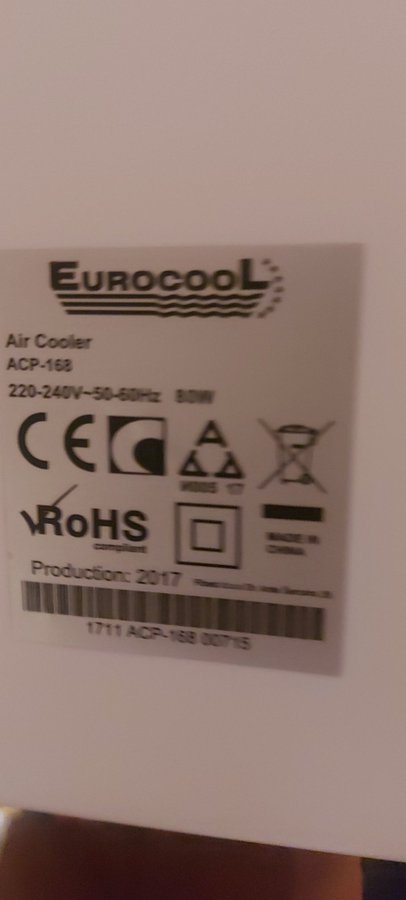 EUROCOOL
Air Cooler
ACP-168
220-240V~50-60Hz 80W
CE
RoHS
compliant
MADE IN
CHINA
Production: 2017
1711 ACP-168 00715